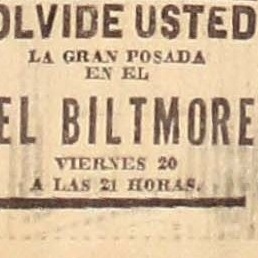 OLVIDE USTED
LA GRAN POSADA
EN EL
EL BILTMORE
VIERNES 20
A LAS 21 HORAS.